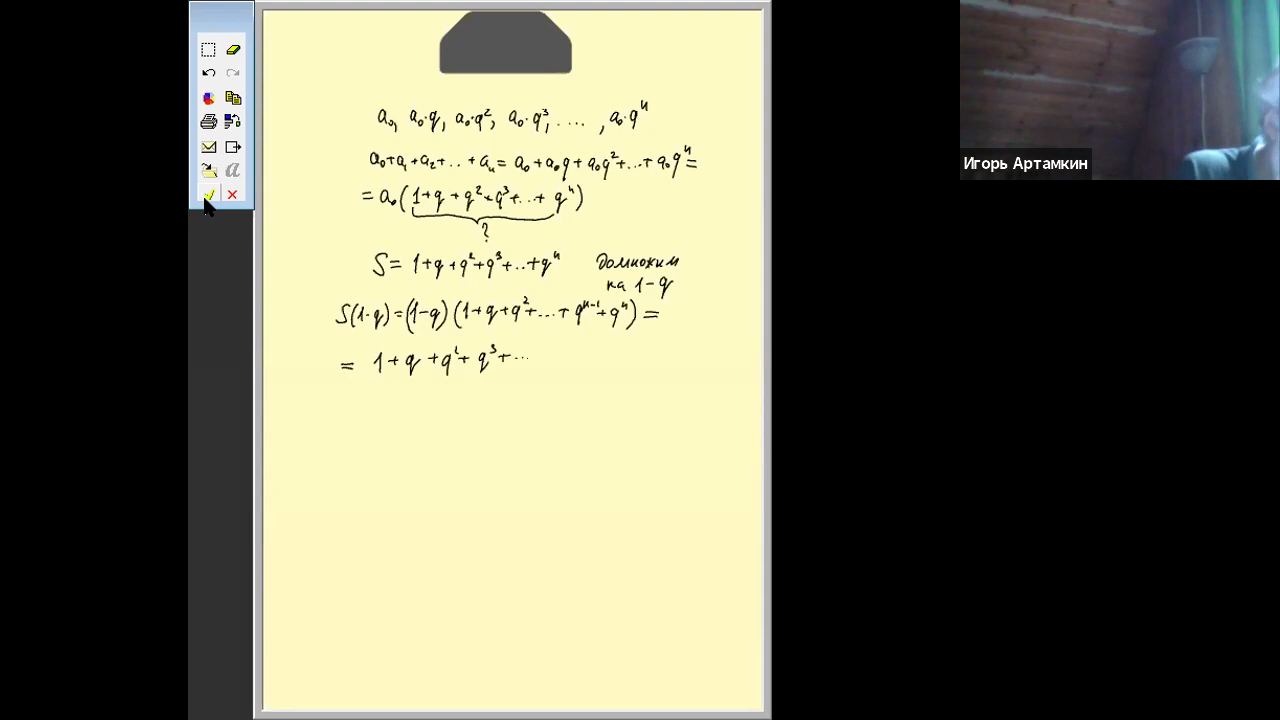 a₀, a₀·q, a₀·q², a₀·q³, ...., a₀·qⁿ
a₀+a₁+a₂+...+aₙ = a₀+a₀q+a₀q²+...+a₀qⁿ=
= a₀(1+q+q²+q³+...+qⁿ)
?
S= 1+q+q²+q³+...+qⁿ домножим
на 1-q
S(1-q)=(1-q)(1+q+q²+...+qⁿ⁻¹+qⁿ)=
= 1+q+q²+q³+...
Игорь Артамкин